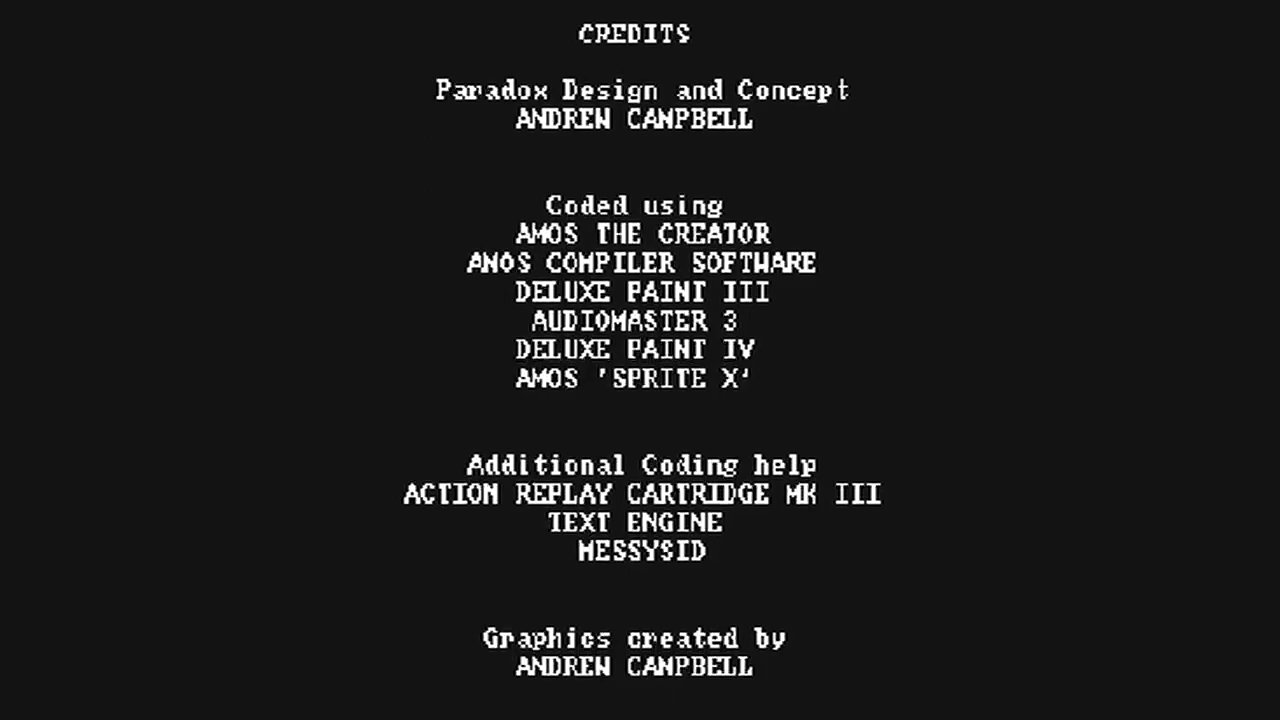 CREDITS
Paradox Design and Concept
ANDREW CAMPBELL
Coded using
AMOS THE CREATOR
AMOS COMPILER SOFTWARE
DELUXE PAINT III
AUDIOMASTER 3
DELUXE PAINT IV
AMOS 'SPRITE X'
Additional Coding help
ACTION REPLAY CARTRIDGE MK III
TEXT ENGINE
MESSYSID
Graphics created by
ANDREW CAMPBELL